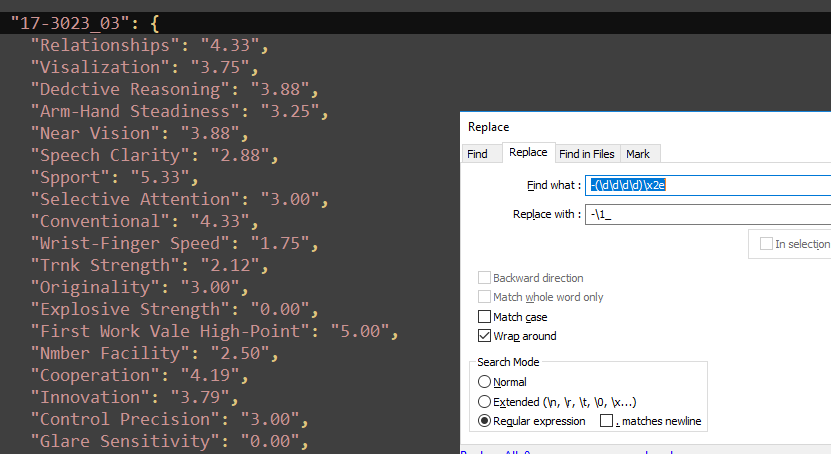 "17-3023_03": {
"Relationships": "4.33",
"Visalization": "3.75",
"Dedctive Reasoning": "3.88",
"Arm-Hand Steadiness": "3.25",
"Near Vision": "3.88",
"Speech Clarity": "2.88",
"Spport": "5.33",
"Selective Attention": "3.00",
"Conventional": "4.33",
"Wrist-Finger Speed": "1.75",
"Trnk Strength": "2.12",
"Originality": "3.00",
"Explosive Strength": "0.00",
"First Work Vale High-Point": "5.00",
"Nmber Facility": "2.50",
"Cooperation": "4.19",
"Innovation": "3.79",
"Control Precision": "3.00",
"Glare Sensitivity": "0.00",
Replace
Find Replace Find in Files Mark
Find what : -(\d\d\d\d)\x2e
Replace with : -\1_
In selection
Backward direction
Match whole word only
Match case
Wrap around
Search Mode
Normal
Extended (\n, \r, \t, \0, \x...)
Regular expression . matches newline